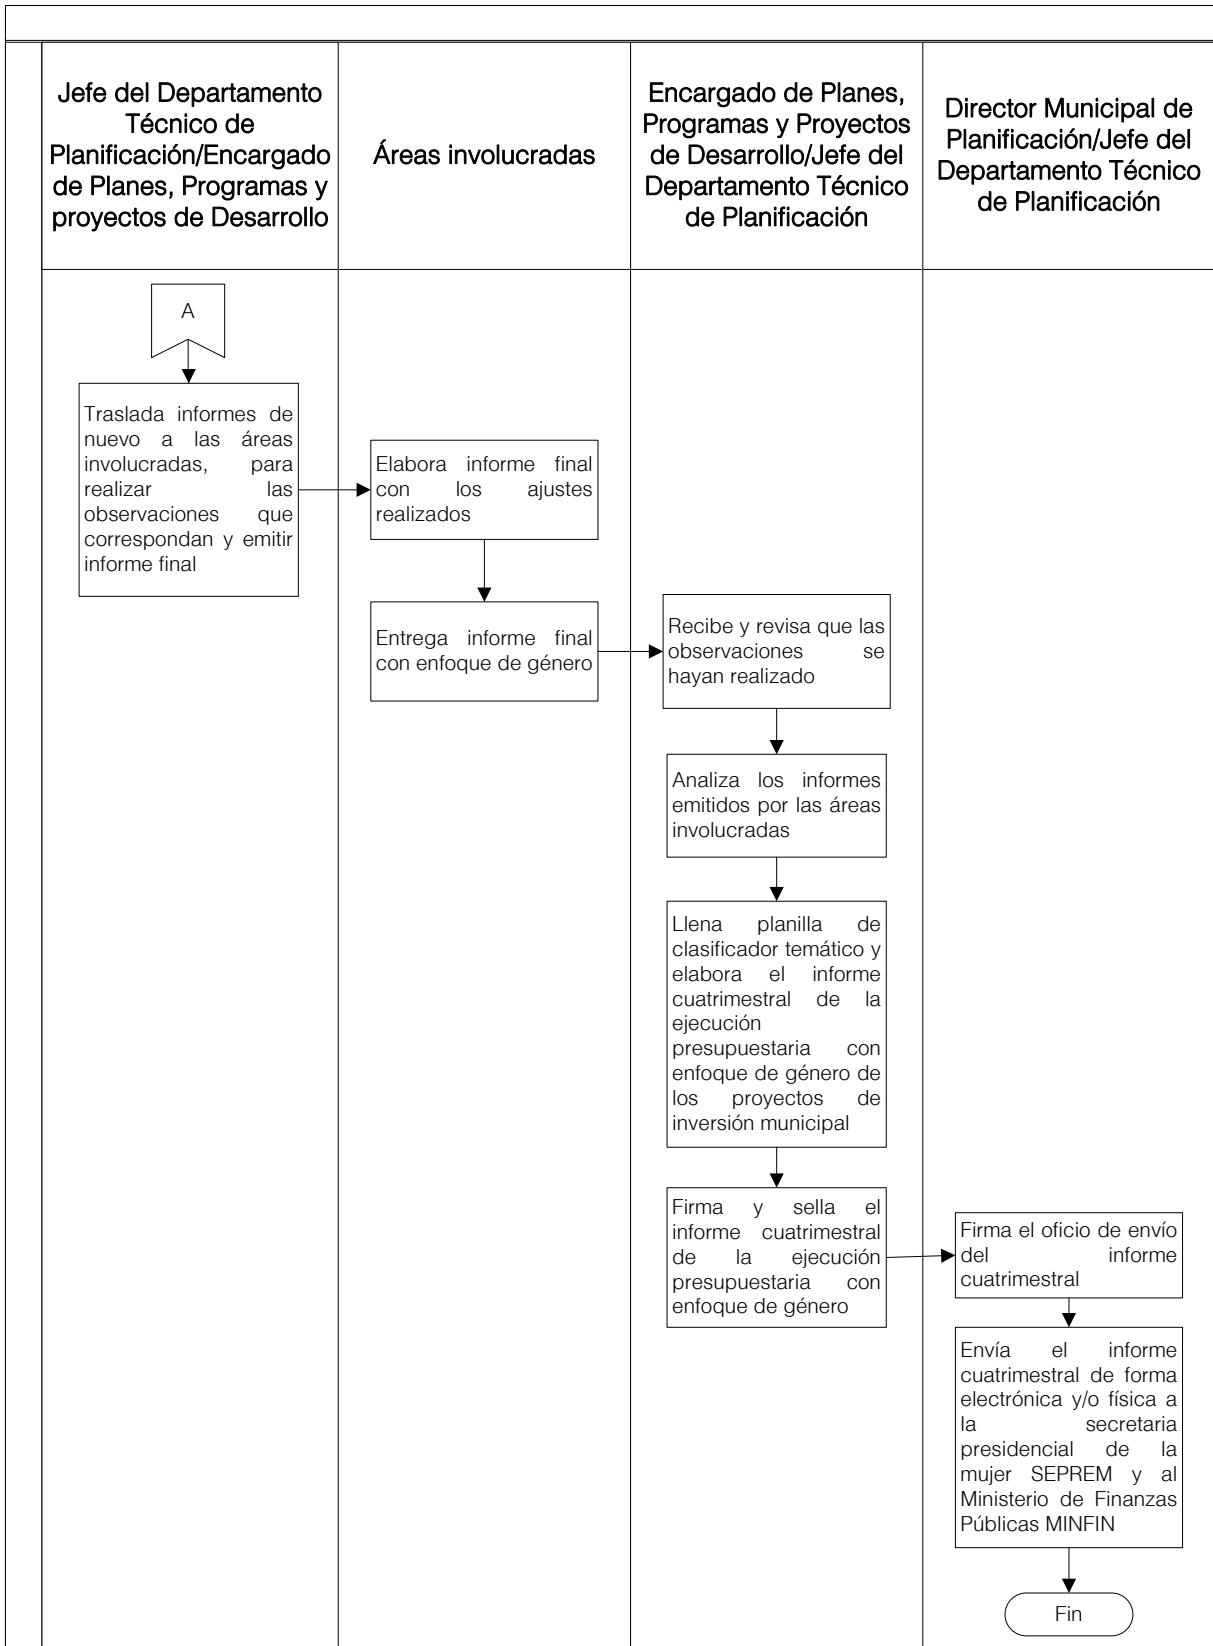 Jefe del Departamento
Técnico de
Planificación/Encargado
de Planes, Programas y
proyectos de Desarrollo
Áreas involucradas
Encargado de Planes,
Programas y Proyectos
de Desarrollo/Jefe del
Departamento Técnico
de Planificación
Director Municipal de
Planificación/Jefe del
Departamento Técnico
de Planificación
A
Traslada informes de
nuevo a las áreas
involucradas, para
realizar las
observaciones que
correspondan y emitir
informe final
Elabora informe final
con los ajustes
realizados
Entrega informe final
con enfoque de género
Recibe y revisa que las
observaciones se
hayan realizado
Analiza los informes
emitidos por las áreas
involucradas
Llena planilla de
clasificador temático y
elabora el informe
cuatrimestral de la
ejecución
presupuestaria con
enfoque de género de
los proyectos de
inversión municipal
Firma y sella el
informe cuatrimestral
de la ejecución
presupuestaria con
enfoque de género
Firma el oficio de envío
del informe
cuatrimestral
Envía el informe
cuatrimestral de forma
electrónica y/o física a
la secretaria
presidencial de la
mujer SEPREM y al
Ministerio de Finanzas
Públicas MINFIN
Fin